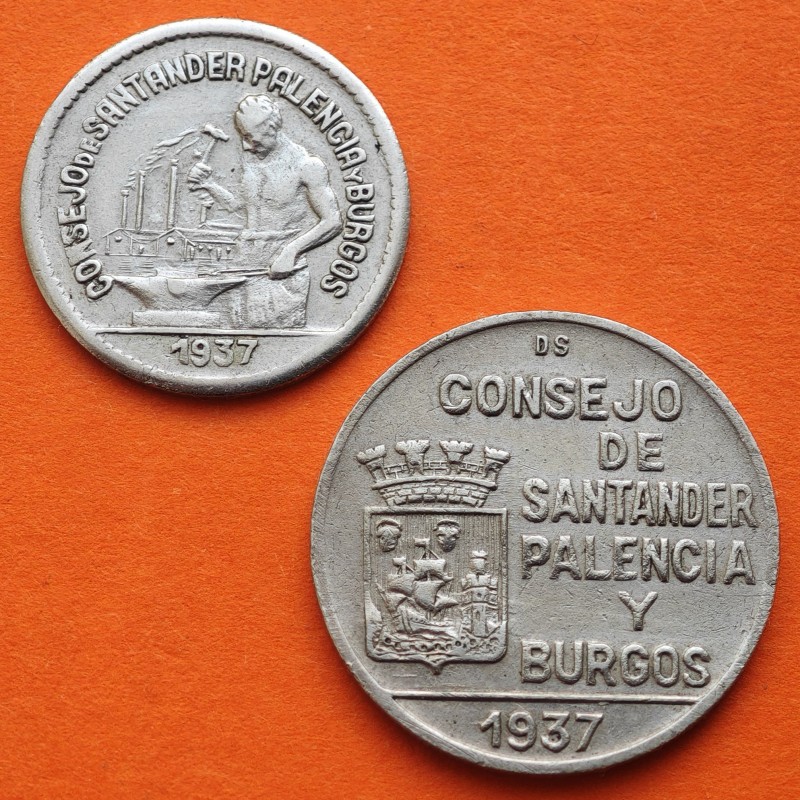 CONSEJO DE SANTANDER PALENCIA Y BURGOS
1937
DS
CONSEJO
DE
SANTANDER
PALENCIA
Y
BURGOS
1937